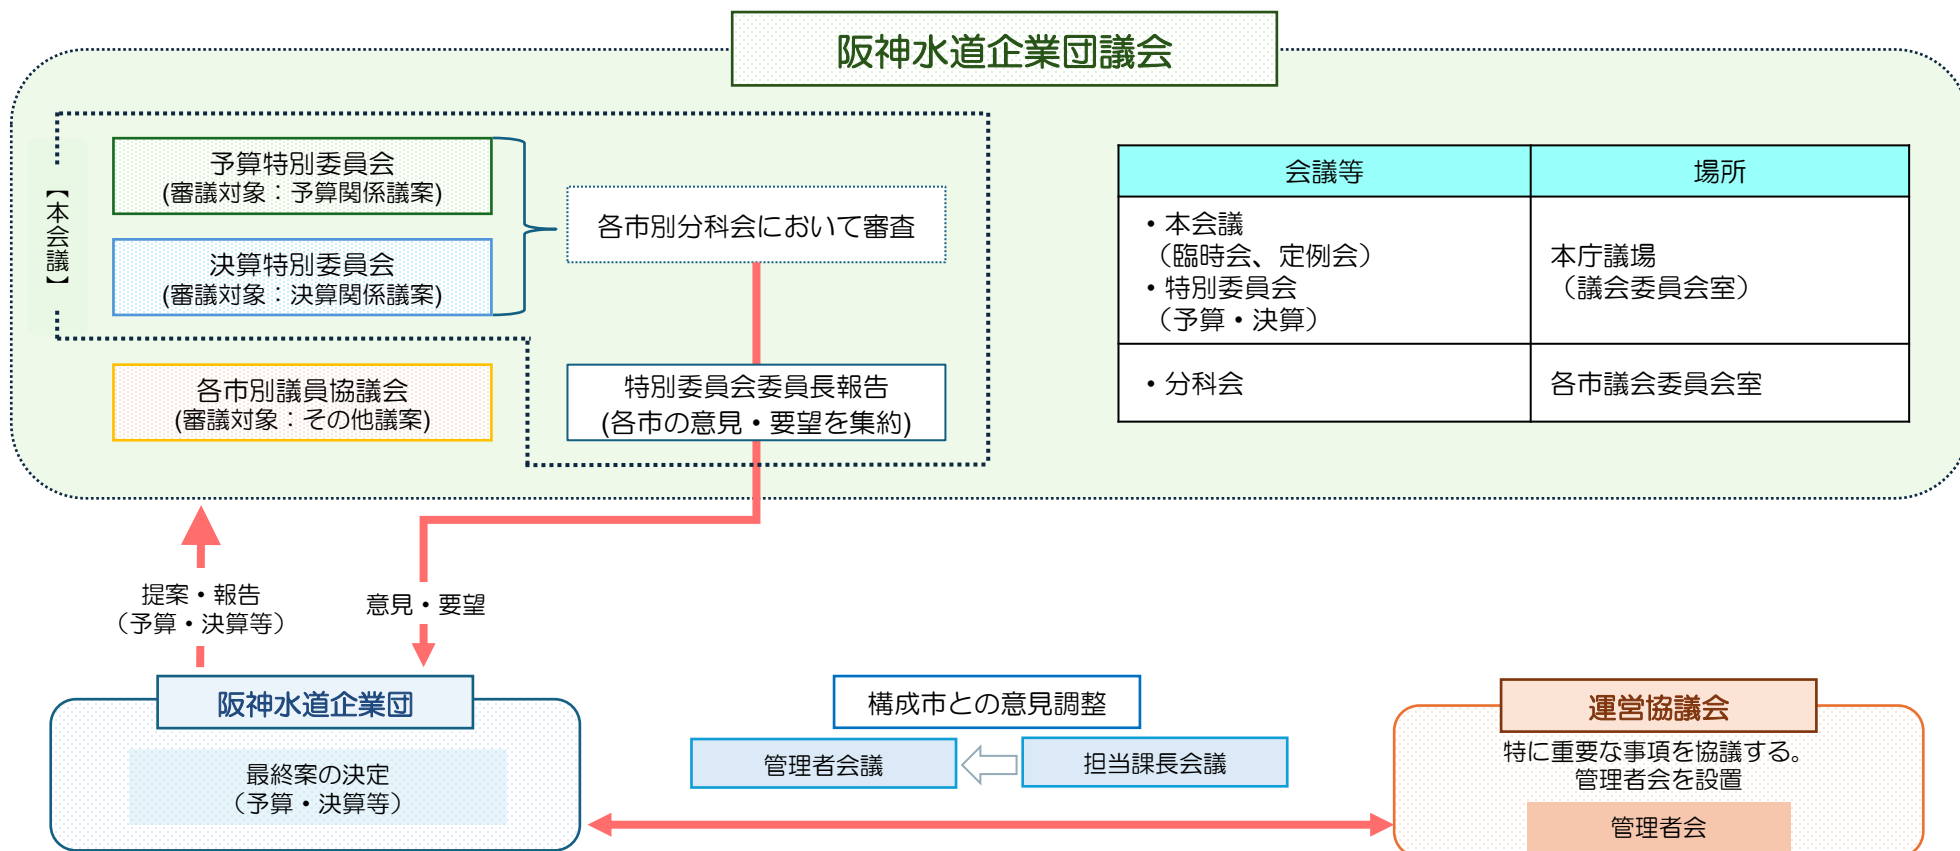 阪神水道企業団議会
【本会議】
予算特別委員会
(審議対象：予算関係議案)
決算特別委員会
(審議対象：決算関係議案)
各市別分科会において審査
各市別議員協議会
(審議対象：その他議案)
特別委員会委員長報告
(各市の意見・要望を集約)
会議等
場所
・本会議
（臨時会、定例会）
・特別委員会
（予算・決算）
本庁議場
（議会委員会室）
・分科会
各市議会委員会室
提案・報告
（予算・決算等）
意見・要望
阪神水道企業団
最終案の決定
（予算・決算等）
構成市との意見調整
管理者会議
担当課長会議
運営協議会
特に重要な事項を協議する。
管理者会を設置
管理者会